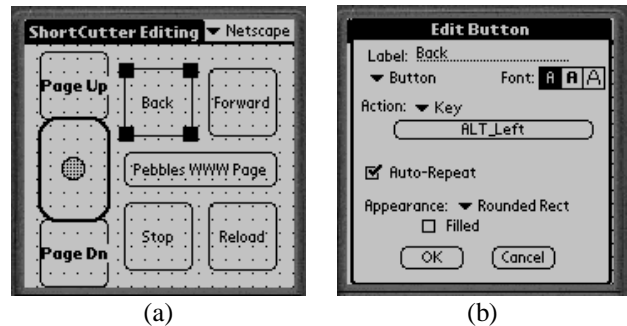 ShortCutter Editing ▼ Netscape
Page Up
Back
Forward
Pebbles WWW Page
Stop
Reload
Page Dn
(a)
Edit Button
Label: Back
▼ Button Font: A A A
Action: ▼ Key
ALT_Left
Auto-Repeat
Appearance: ▼ Rounded Rect
Filled
OK Cancel
(b)